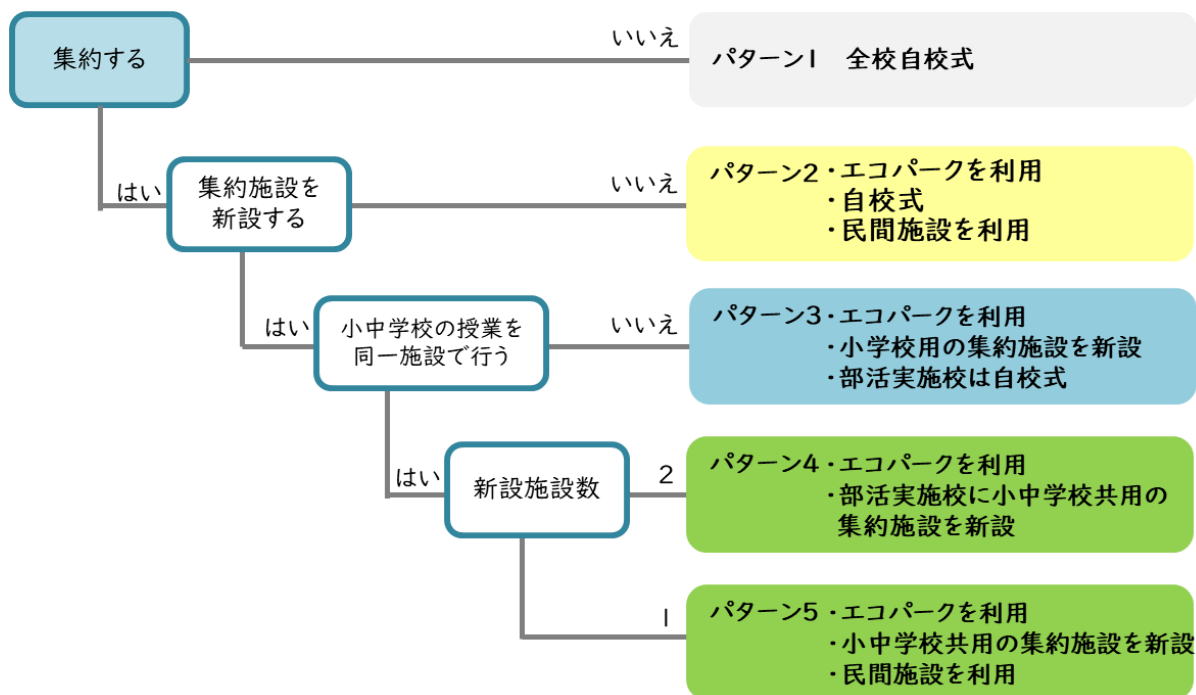 集約する
いいえ
パターン1 全校自校式
はい
集約施設を
新設する
いいえ
パターン2・エコパークを利用
・自校式
・民間施設を利用
はい
小中学校の授業を
同一施設で行う
いいえ
パターン3・エコパークを利用
・小学校用の集約施設を新設
・部活実施校は自校式
はい
新設施設数
2
パターン4・エコパークを利用
・部活実施校に小中学校共用の
集約施設を新設
1
パターン5・エコパークを利用
・小中学校共用の集約施設を新設
・民間施設を利用